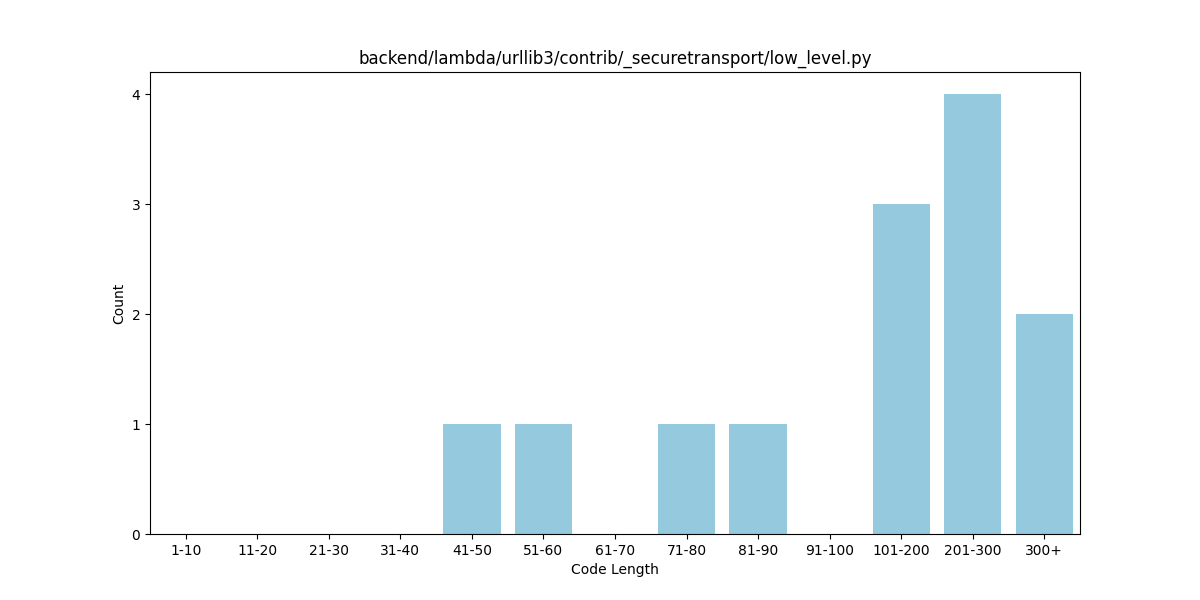 backend/lambda/urllib3/contrib/_securetransport/low_level.py
Count
4
3
2
1
0
1-10 11-20 21-30 31-40 41-50 51-60 61-70 71-80 81-90 91-100 101-200 201-300 300+
Code Length